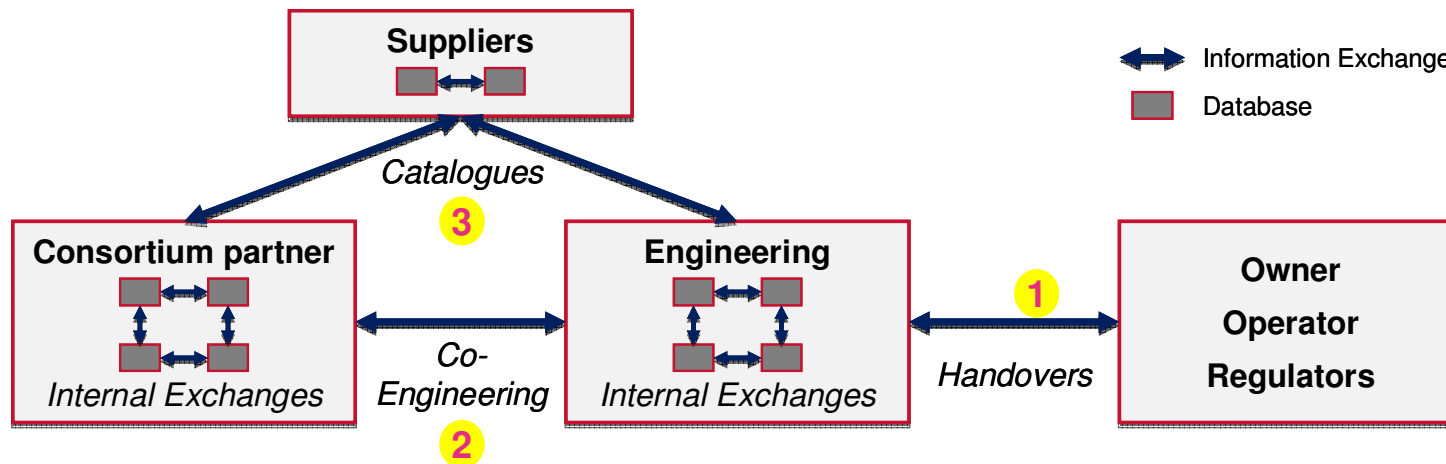 Suppliers
Information Exchange
Database
Catalogues
3
Consortium partner
Internal Exchanges
Co-
Engineering
2
Engineering
Internal Exchanges
1
Handovers
Owner
Operator
Regulators